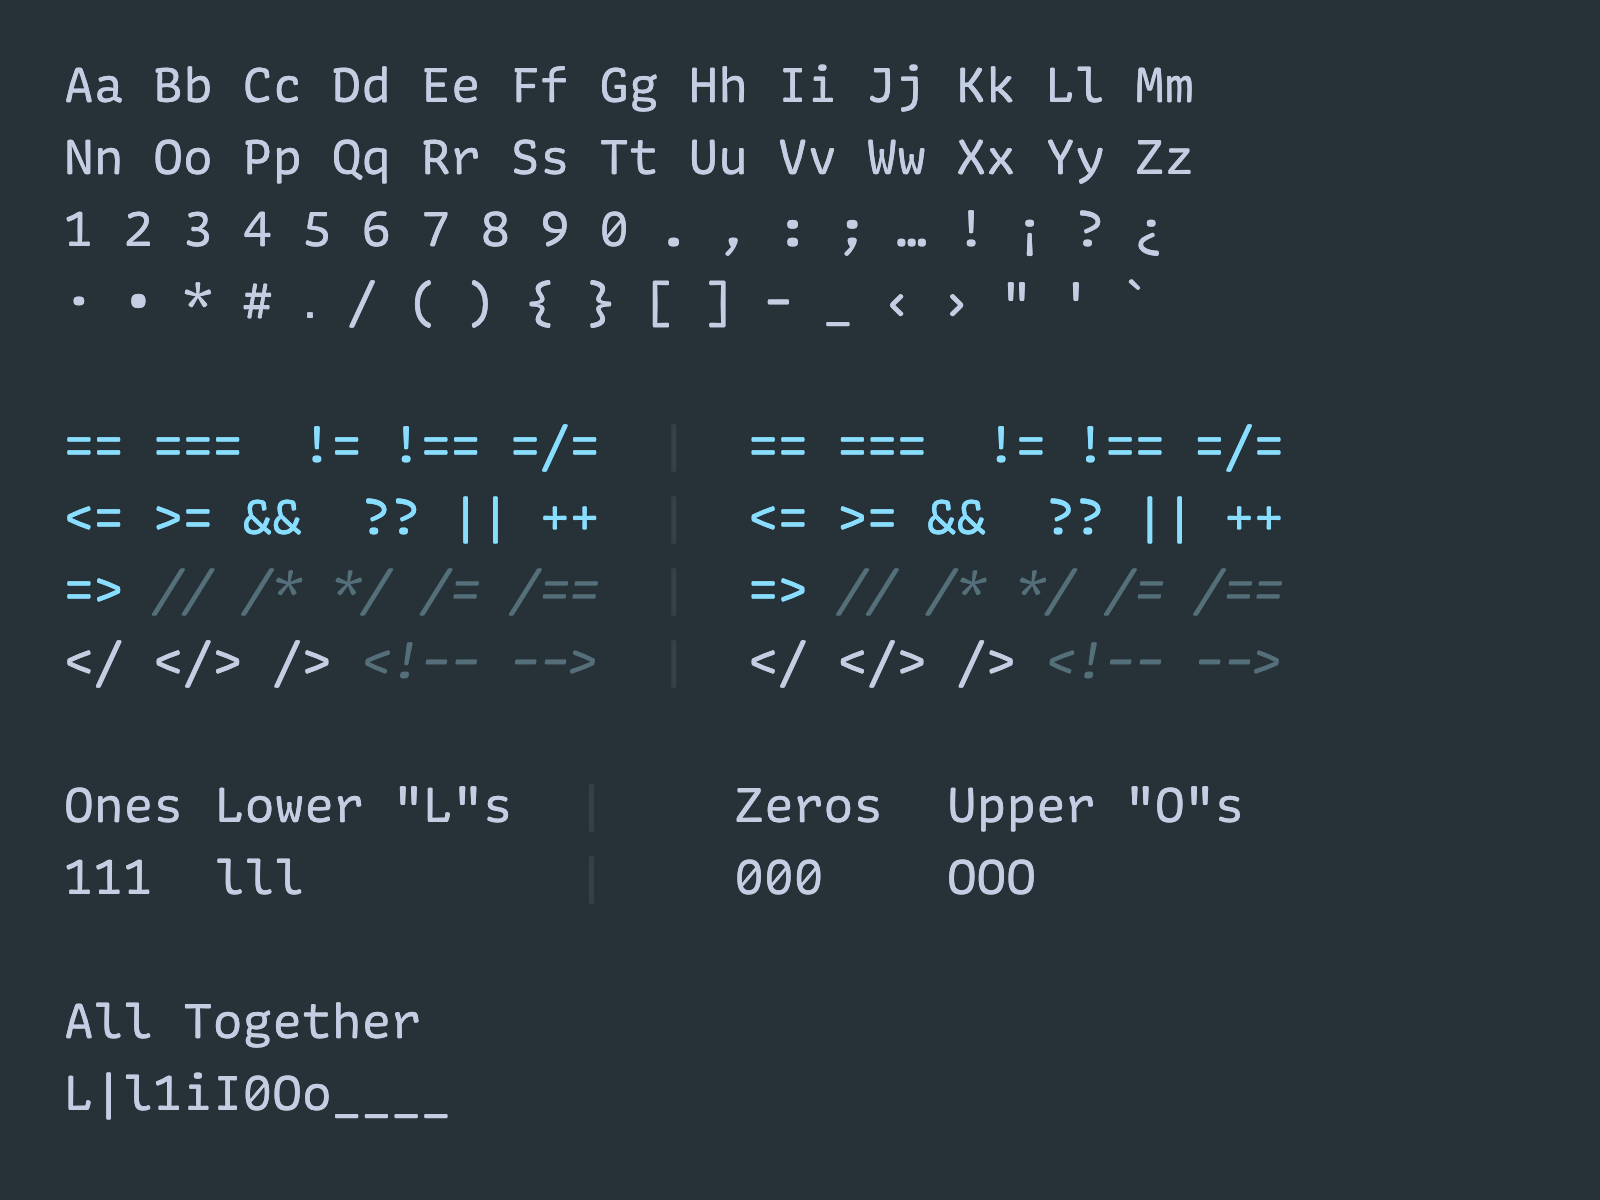 Aa Bb Cc Dd Ee Ff Gg Hh Ii Jj Kk Ll Mm
Nn Oo Pp Qq Rr Ss Tt Uu Vv Ww Xx Yy Zz
1 2 3 4 5 6 7 8 9 0 . , : ; … ! ¡ ? ¿
· • * # . / ( ) { } [ ] - _ ‹ › " ' `
== ===  != !== =/=  |  == ===  != !== =/=
<= >= &&  ?? || ++  |  <= >= &&  ?? || ++
=> // /* */ /= /==  |  => // /* */ /= /==
</ </> /> <!-- -->  |  </ </> /> <!-- -->
Ones Lower "L"s  |  Zeros  Upper "O"s
111  lll  |  000  OOO
All Together
L|l1iI0Oo____